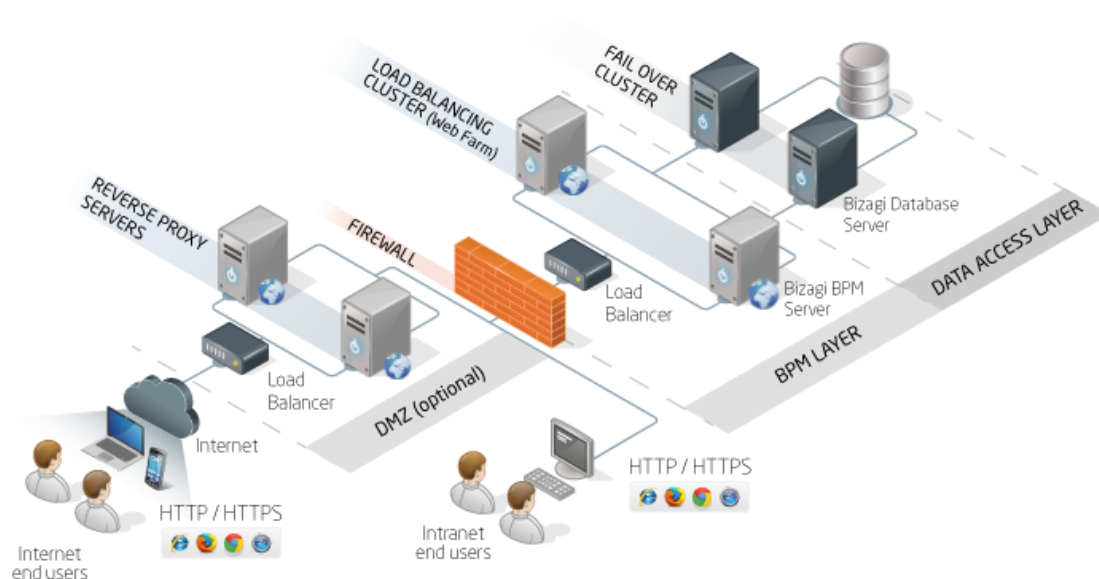 FAIL OVER
CLUSTER
LOAD BALANCING
CLUSTER (Web Farm)
REVERSE PROXY
SERVERS
FIREWALL
Bizagi Database
Server
DATA ACCESS LAYER
Load
Balancer
Bizagi BPM
Server
BPM LAYER
Load
Balancer
DMZ (optional)
Internet
HTTP / HTTPS
Internet
end users
Intranet
end users
HTTP / HTTPS